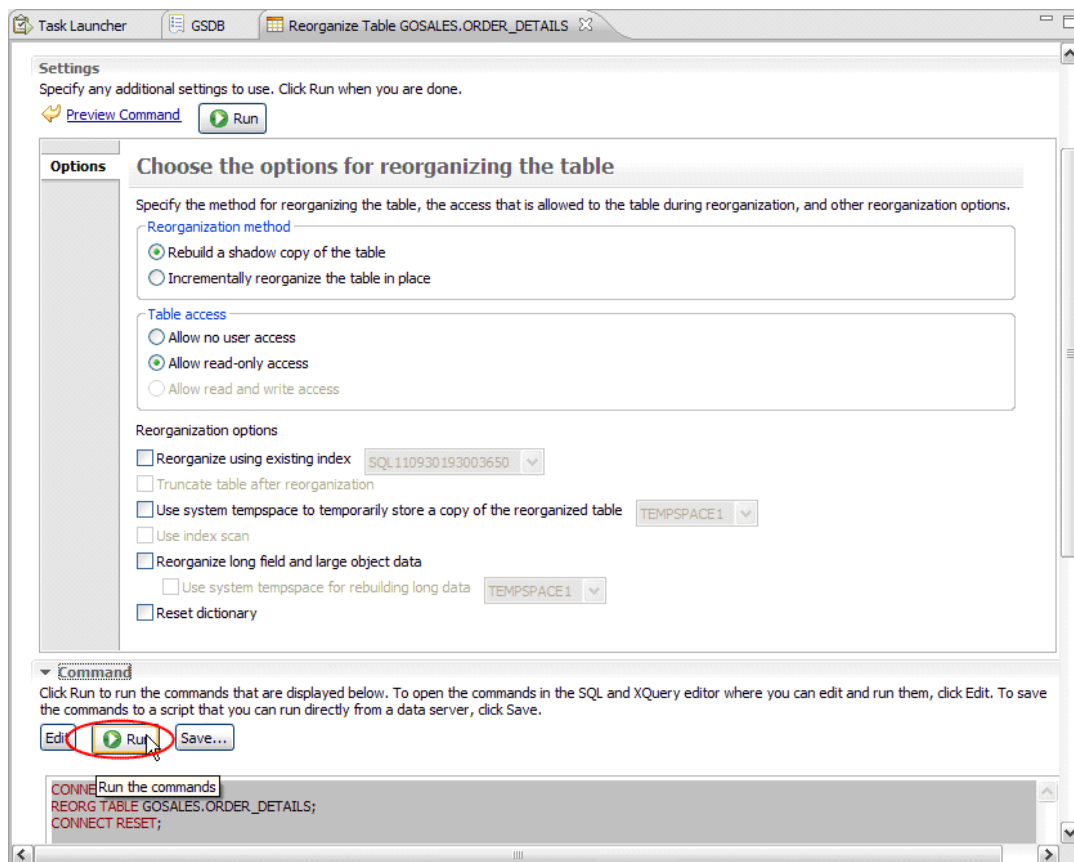 Task Launcher
GSDB
Reorganize Table GOSALES.ORDER_DETAILS
Settings
Specify any additional settings to use. Click Run when you are done.
Preview Command
Run
Options
Choose the options for reorganizing the table
Specify the method for reorganizing the table, the access that is allowed to the table during reorganization, and other reorganization options.
Reorganization method
Rebuild a shadow copy of the table
Incrementally reorganize the table in place
Table access
Allow no user access
Allow read-only access
Allow read and write access
Reorganization options
Reorganize using existing index
SQL110930193003650
Truncate table after reorganization
Use system tempspace to temporarily store a copy of the reorganized table
TEMPSPACE1
Use index scan
Reorganize long field and large object data
Use system tempspace for rebuilding long data
TEMPSPACE1
Reset dictionary
Command
Click Run to run the commands that are displayed below. To open the commands in the SQL and XQuery editor where you can edit and run them, click Edit. To save
the commands to a script that you can run directly from a data server, click Save.
Edit
Run
Save...
Run the commands
REORG TABLE GOSALES.ORDER_DETAILS;
CONNECT RESET;